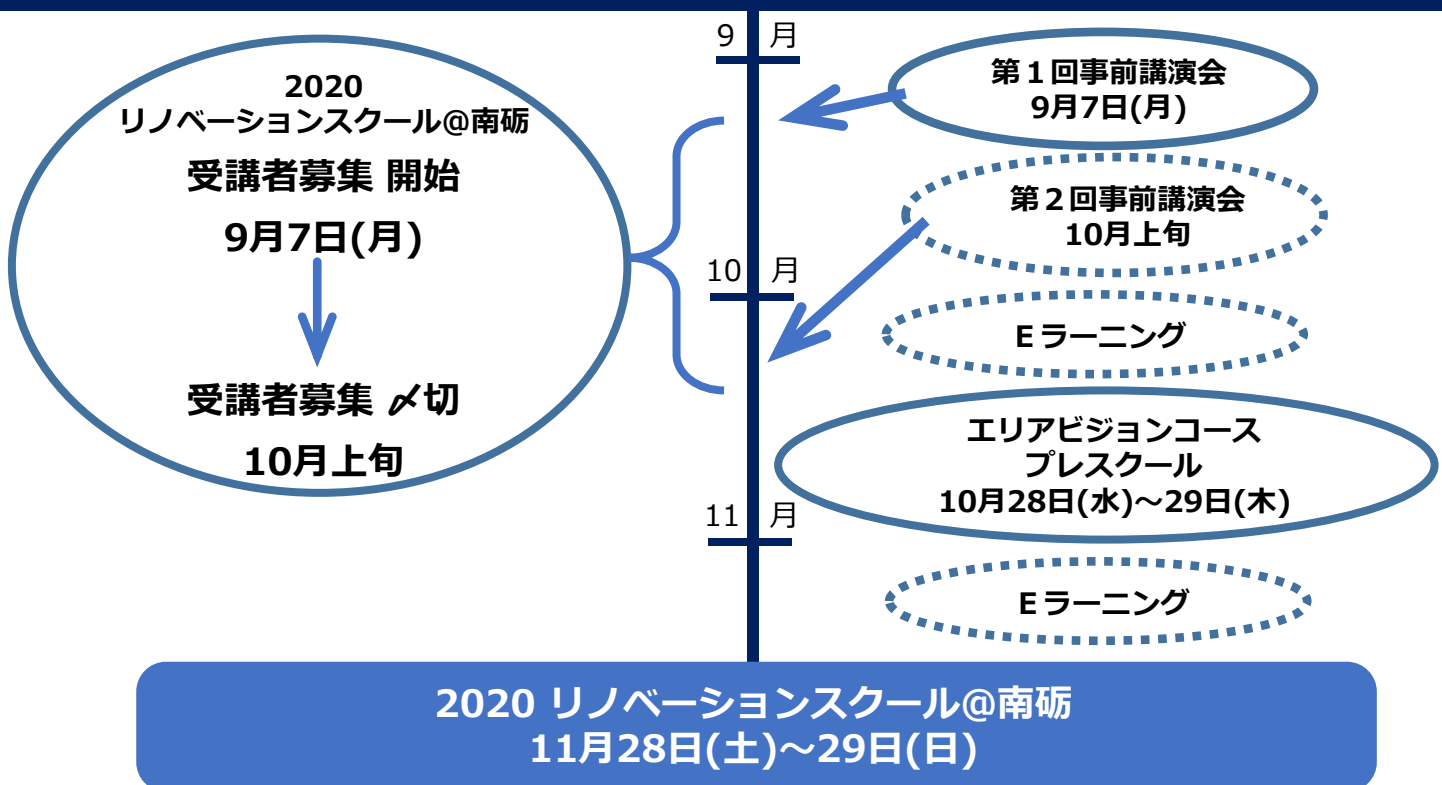 2020
リノベーションスクール@南砺
受講者募集 開始
9月7日(月)
受講者募集 〆切
10月上旬
9 月
10 月
11 月
第１回事前講演会
9月7日(月)
第２回事前講演会
10月上旬
Ｅラーニング
エリアビジョンコース
プレスクール
10月28日(水)～29日(木)
Ｅラーニング
2020 リノベーションスクール@南砺
11月28日(土)～29日(日)